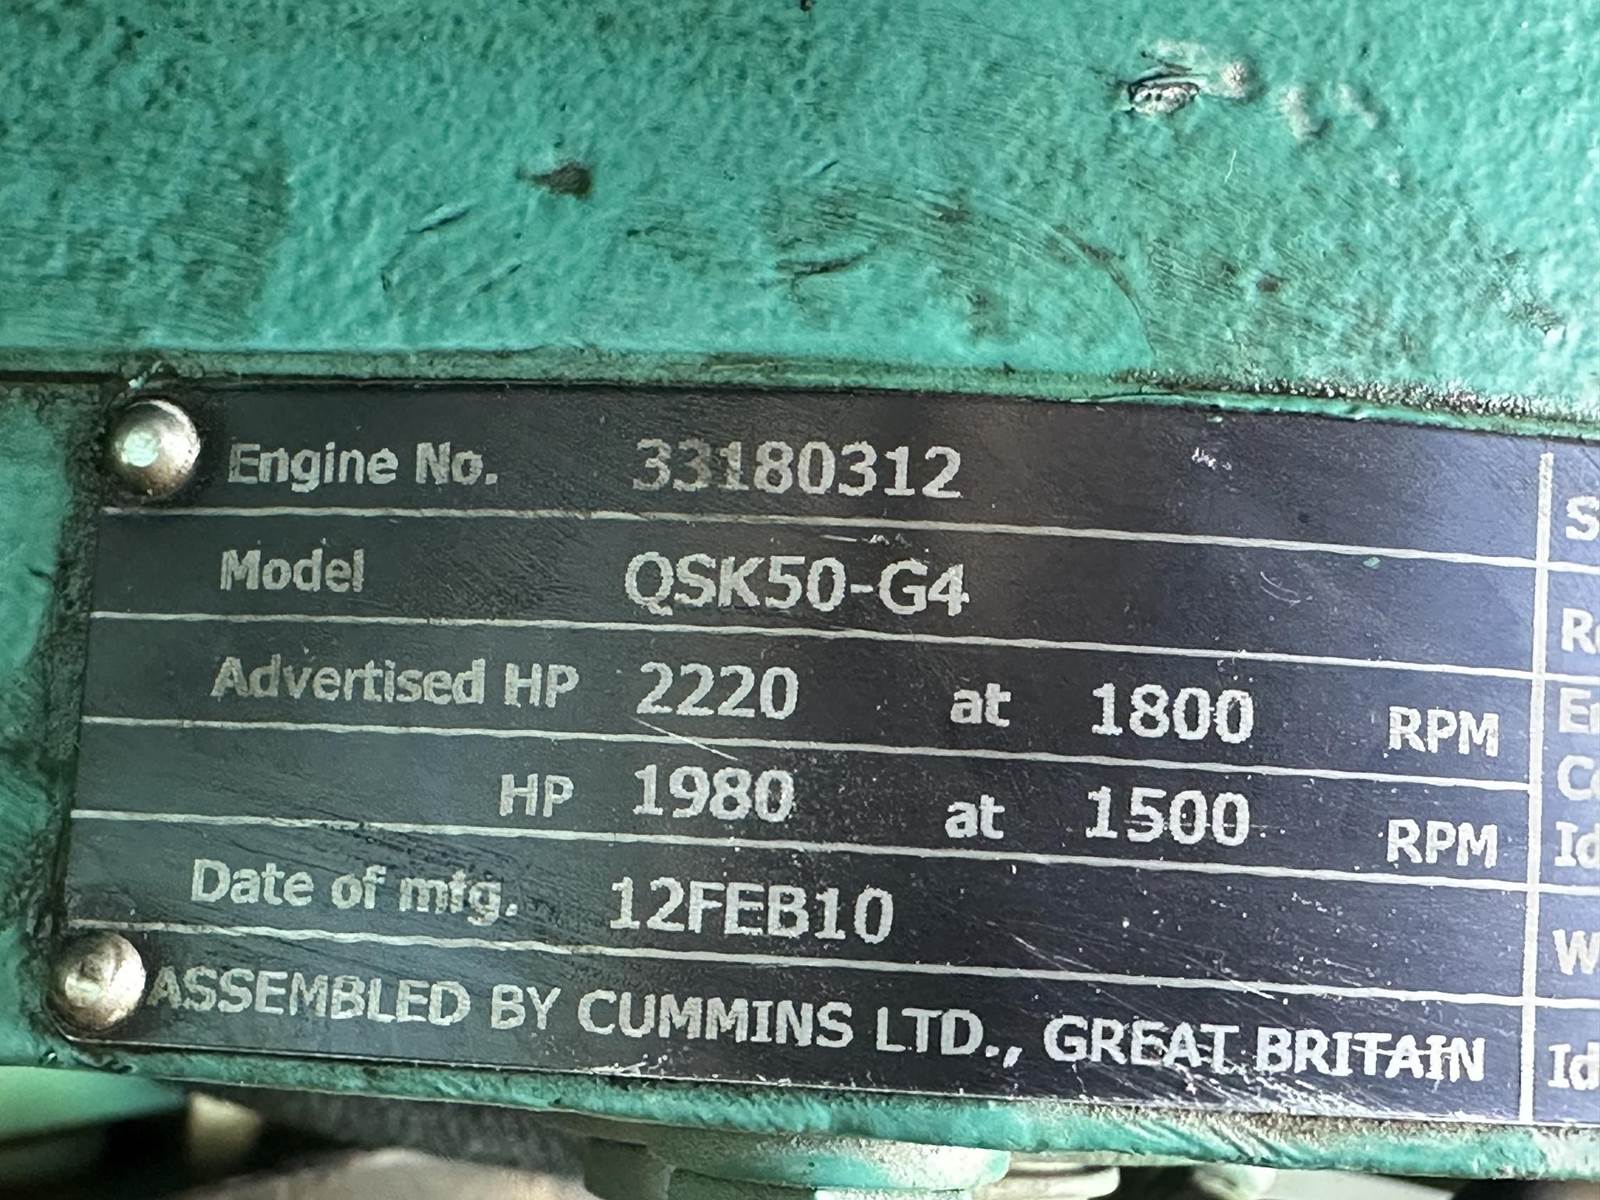 Engine No. 33180312
Model QSK50-G4
Advertised HP 2220 at 1800 RPM
HP 1980 at 1500 RPM
Date of mfg. 12FEB10
ASSEMBLED BY CUMMINS LTD., GREAT BRITAIN